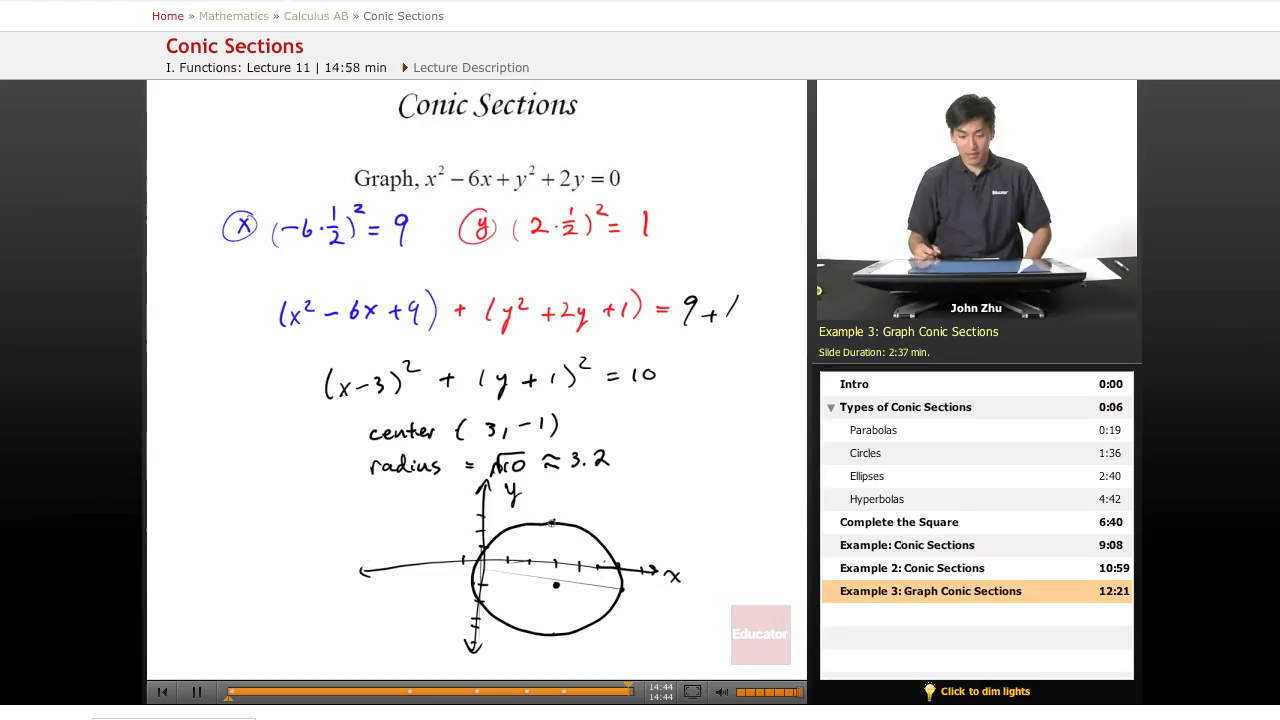 Home » Mathematics » Calculus AB » Conic Sections
Conic Sections
I. Functions: Lecture 11 | 14:58 min Lecture Description
Conic Sections
Graph, x² − 6x + y² + 2y = 0
x (−6 · 1/2)² = 9 y (2 · 1/2)² = 1
(x² − 6x + 9) + (y² + 2y + 1) = 9 + 1
(x − 3)² + (y + 1)² = 10
center (3, −1)
radius = √10 ≈ 3.2
y
x
Educator
14:44
14:44
Educator
John Zhu
Example 3: Graph Conic Sections
Slide Duration: 2:37 min.
Intro 0:00
Types of Conic Sections 0:06
Parabolas 0:19
Circles 1:36
Ellipses 2:40
Hyperbolas 4:42
Complete the Square 6:40
Example: Conic Sections 9:08
Example 2: Conic Sections 10:59
Example 3: Graph Conic Sections 12:21
Click to dim lights